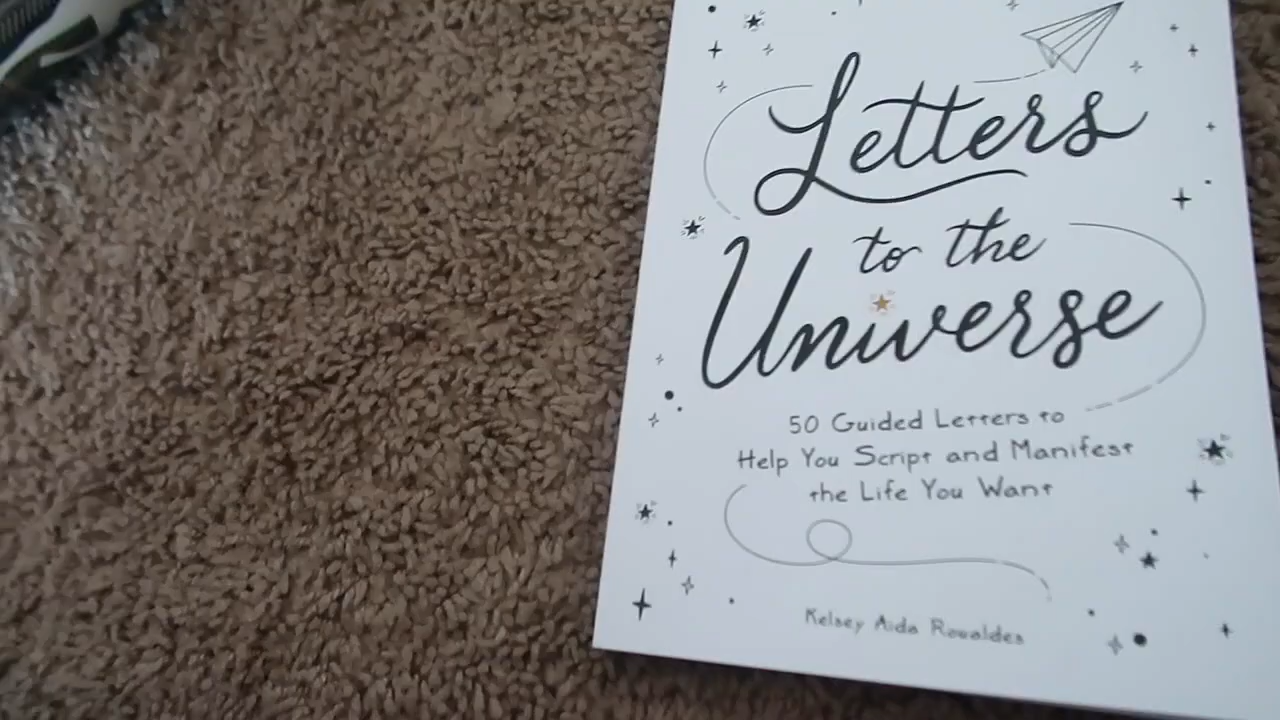 Letters
to the
Universe
50 Guided Letters to
Help You Script and Manifest
the Life You Want
Kelsey Aida Roualdes